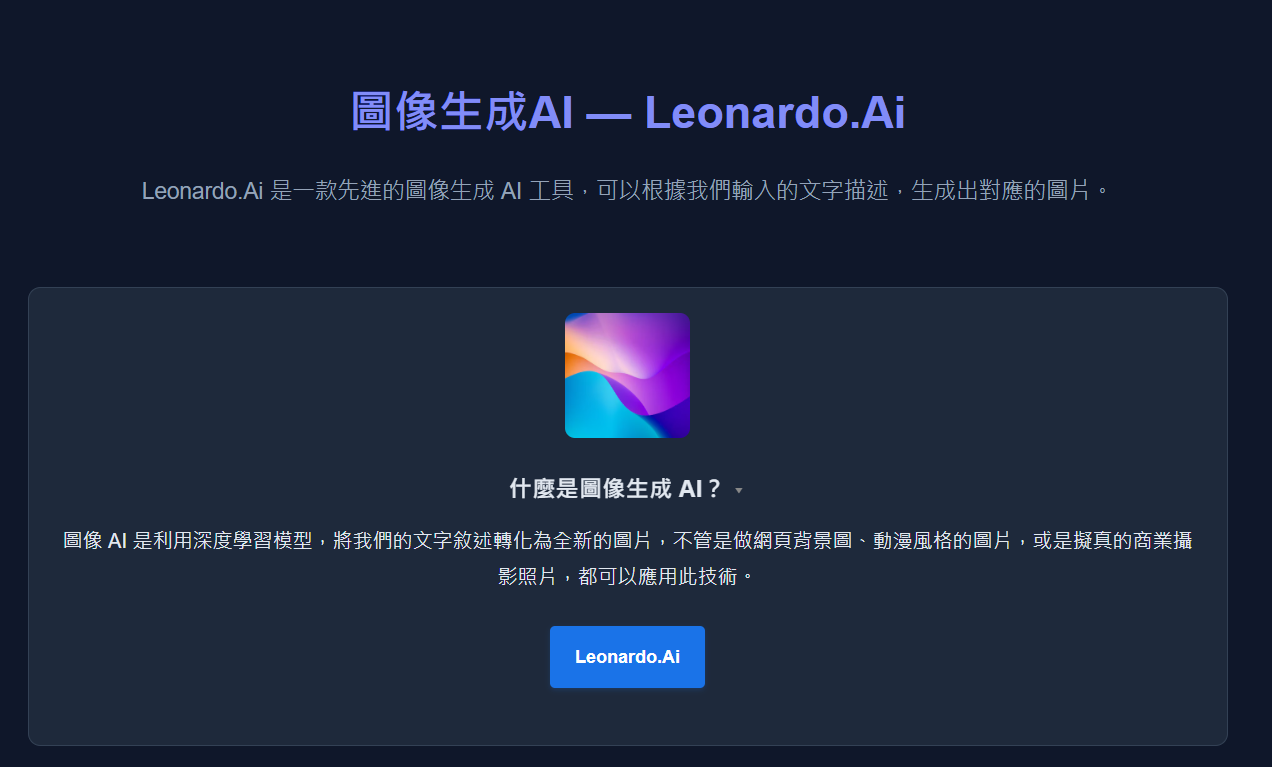 圖像生成AI — Leonardo.Ai
Leonardo.Ai 是一款先進的圖像生成 AI 工具，可以根據我們輸入的文字描述，生成出對應的圖片。
什麼是圖像生成 AI？
圖像 AI 是利用深度學習模型，將我們的文字敘述轉化為全新的圖片，不管是做網頁背景圖、動漫風格的圖片，或是擬真的商業攝
影照片，都可以應用此技術。
Leonardo.Ai